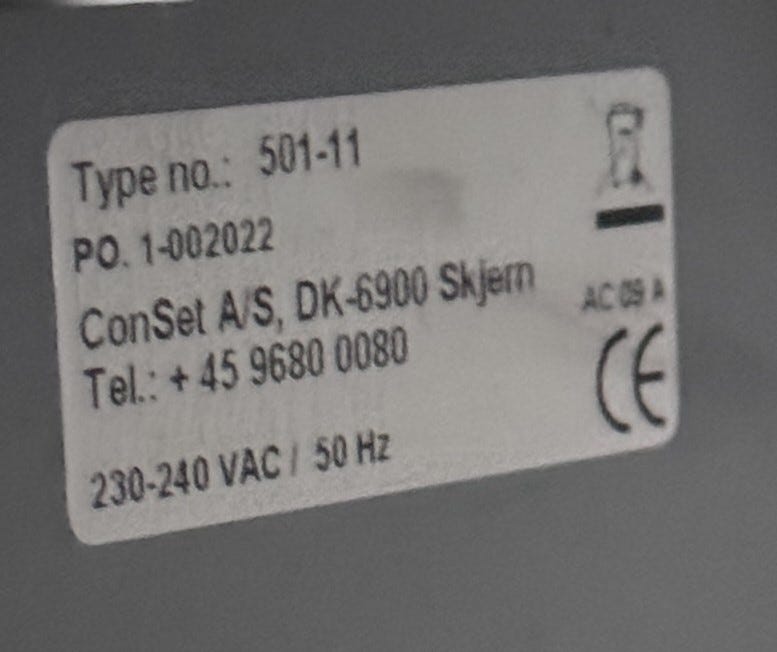 Type no.: 501-11
PO. 1-002022
ConSet A/S, DK-6900 Skjern
Tel.: + 45 9680 0080
230-240 VAC / 50 Hz
AC 09 A
CE